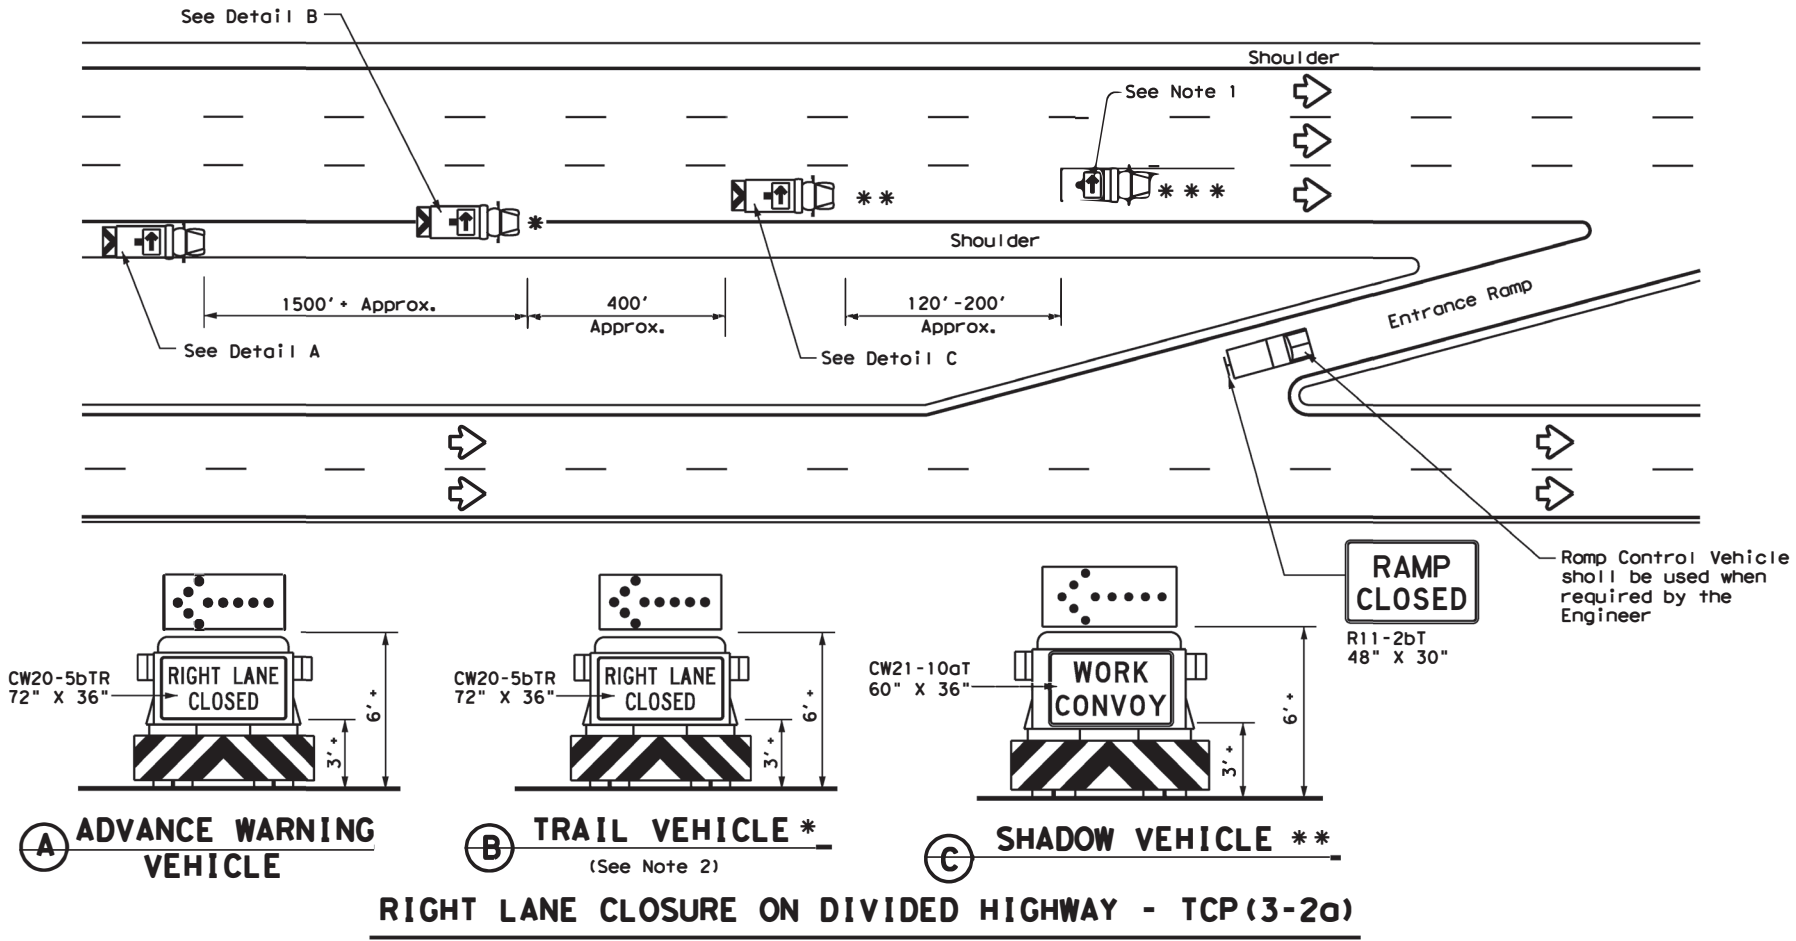 See Detail B
Shoulder
See Note 1
*
* *
* * *
Shoulder
1500'+ Approx.
400'
Approx.
120'-200'
Approx.
Entrance Ramp
See Detail A
See Detoil C
RAMP
CLOSED
R11-2bT
48" X 30"
Romp Control Vehicle
sholl be used when
required by the
Engineer
CW20-5bTR
72" X 36"
RIGHT LANE
CLOSED
6'+
3'+
CW20-5bTR
72" X 36"
RIGHT LANE
CLOSED
6'+
3'+
CW21-10aT
60" X 36"
WORK
CONVOY
6'+
3'+
A ADVANCE WARNING
VEHICLE
B TRAIL VEHICLE *
(See Note 2)
C SHADOW VEHICLE **
RIGHT LANE CLOSURE ON DIVIDED HIGHWAY - TCP(3-2a)